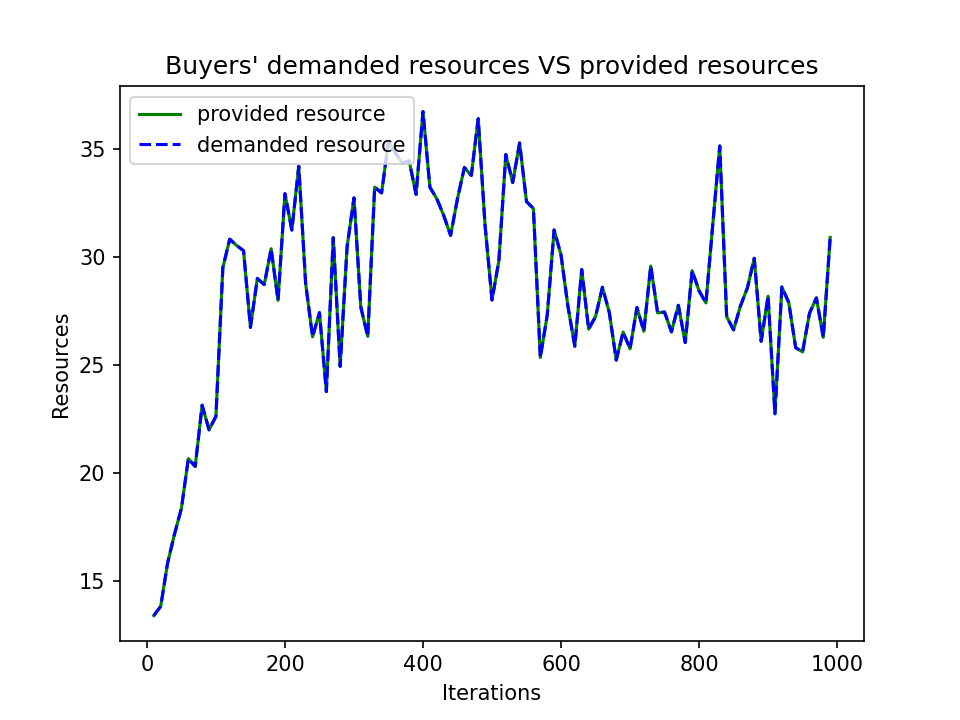 Buyers' demanded resources VS provided resources
provided resource
demanded resource
35
30
25
20
15
Resources
0 200 400 600 800 1000
Iterations